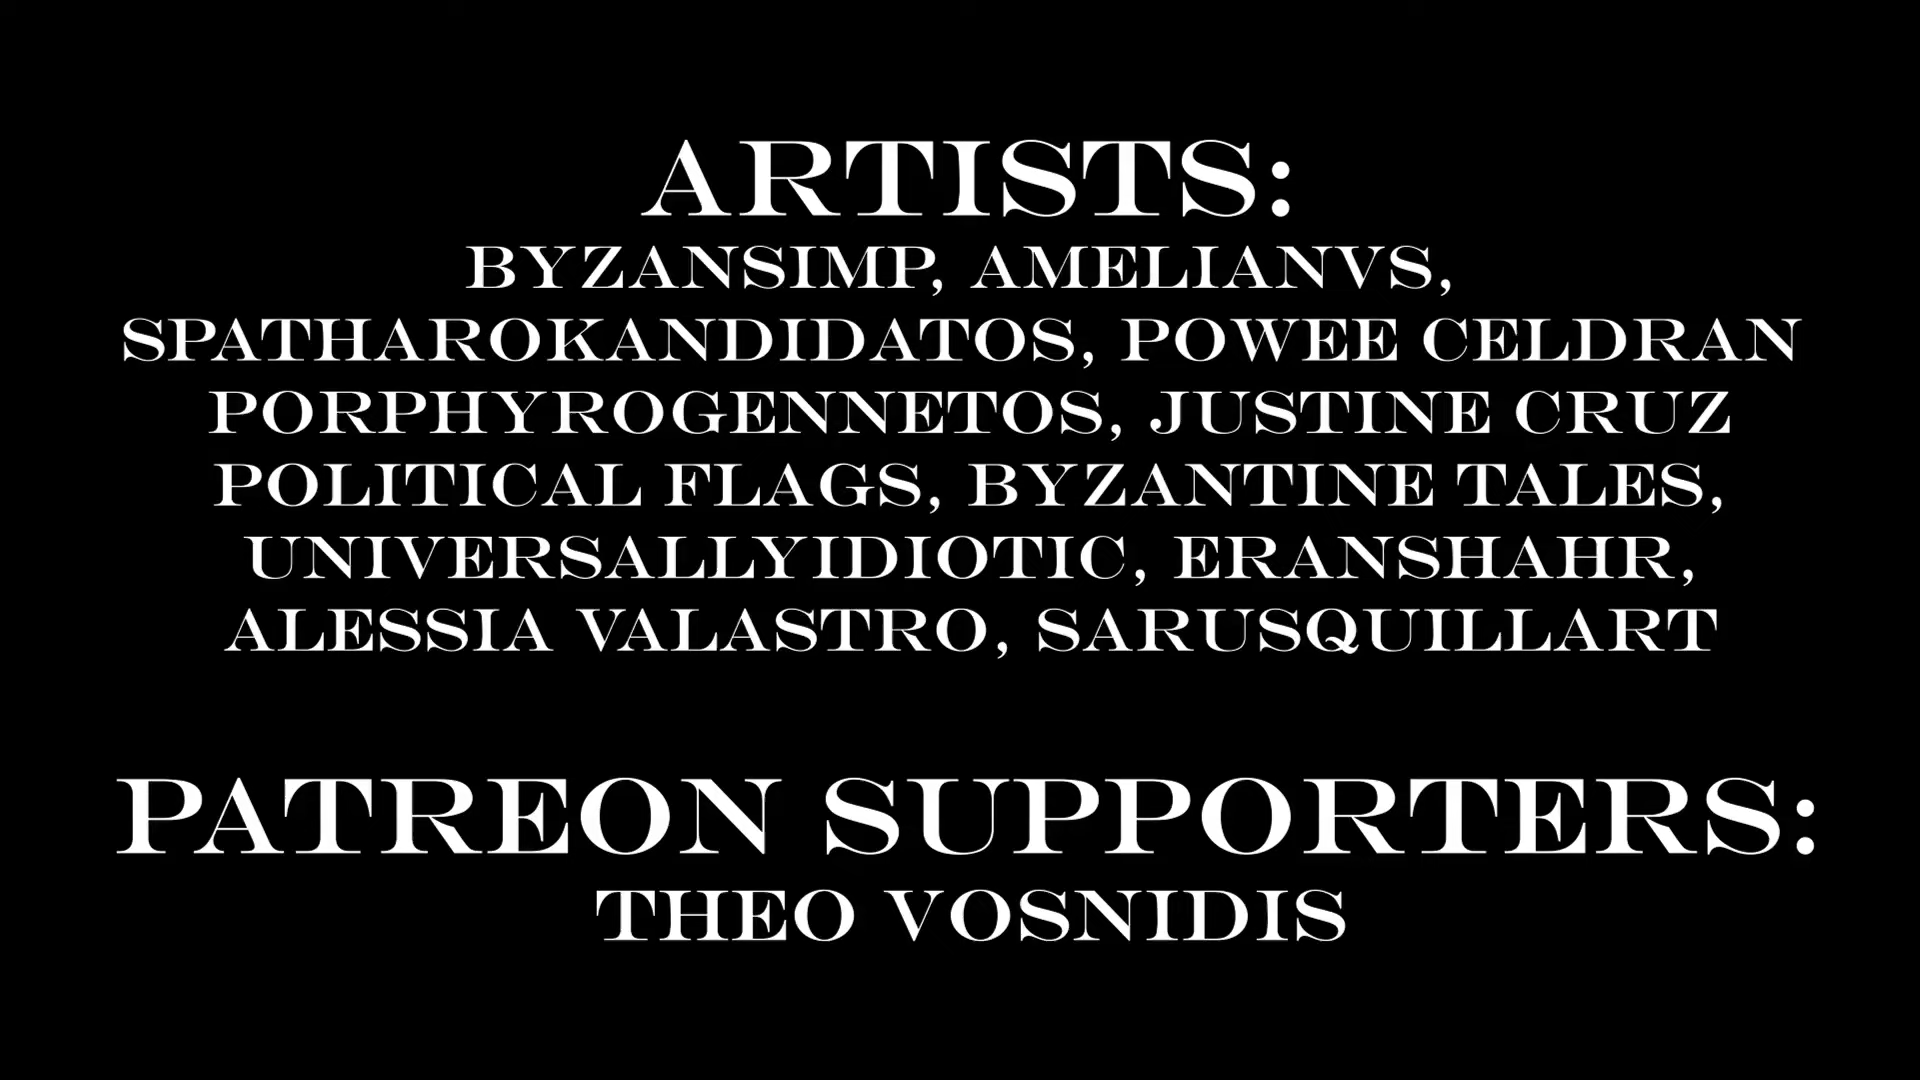 ARTISTS:
BYZANSIMP, AMELIANVS,
SPATHAROKANDIDATOS, POWEE CELDRAN
PORPHYROGENNETOS, JUSTINE CRUZ
POLITICAL FLAGS, BYZANTINE TALES,
UNIVERSALLYIDIOTIC, ERANSHAHR,
ALESSIA VALASTRO, SARUSQUILLART
PATREON SUPPORTERS:
THEO VOSNIDIS